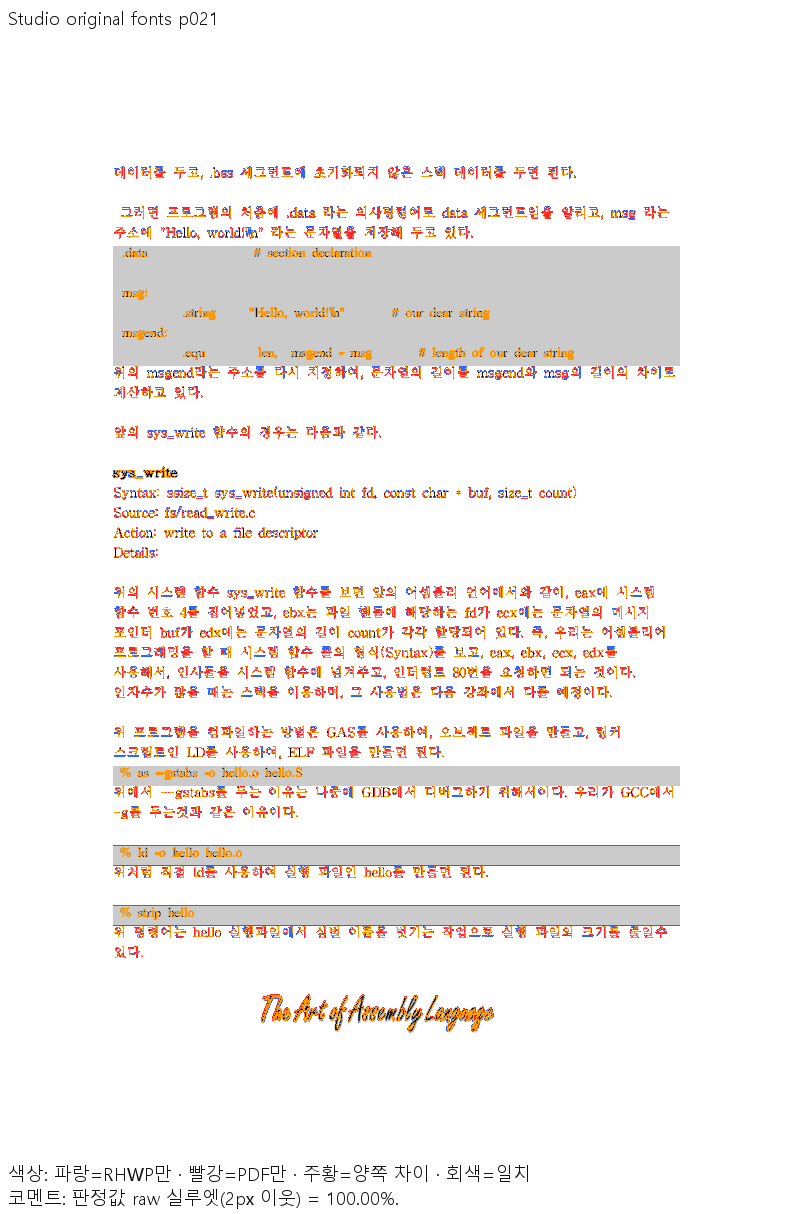 Studio original fonts p021
데이터를 두고, .bss 세그먼트에 초기화되지 않은 스택 데이터를 두면 된다.
그러면 프로그램의 처음에 .data 라는 의사명령어로 data 세그먼트임을 알리고, msg 라는
주소에 "Hello, world!\n" 라는 문자열을 저장해 두고 있다.
.data # section declaration
msg:
.string "Hello, world!\n" # our dear string
msgend:
.equ len, msgend - msg # length of our dear string
위의 msgend라는 주소를 다시 지정하여, 문자열의 길이를 msgend와 msg의 길이의 차이로
계산하고 있다.
앞의 sys_write 함수의 경우는 다음과 같다.
sys_write
Syntax: ssize_t sys_write(unsigned int fd, const char * buf, size_t count)
Source: fs/read_write.c
Action: write to a file descriptor
Details:
위의 시스템 함수 sys_write 함수를 보면 앞의 어셈블리 언어에서와 같이, eax에 시스템
함수 번호 4를 집어넣었고, ebx는 파일 핸들에 해당하는 fd가 ecx에는 문자열의 메시지
포인터 buf가 edx에는 문자열의 길이 count가 각각 할당되어 있다. 즉, 우리는 어셈블리어
프로그래밍을 할 때 시스템 함수 콜의 형식(Syntax)를 보고, eax, ebx, ecx, edx를
사용해서, 인사들을 시스템 함수에 넘겨주고, 인터럽트 80번을 요청하면 되는 것이다.
인자수가 많을 때는 스택을 이용하며, 그 사용법은 다음 강좌에서 다룰 예정이다.
위 프로그램을 컴파일하는 방법은 GAS를 사용하여, 오브젝트 파일을 만들고, 링커
스크립트인 LD를 사용하여, ELF 파일을 만들면 된다.
% as --gstabs -o hello.o hello.S
위에서 --gstabs를 두는 이유는 나중에 GDB에서 디버그하기 위해서이다. 우리가 GCC에서
-g를 두는것과 같은 이유이다.
% ld -o hello hello.o
위처럼 직접 ld를 사용하여 실행 파일인 hello를 만들면 된다.
% strip hello
위 명령어는 hello 실행파일에서 심벌 이름을 벗기는 작업으로 실행 파일의 크기를 줄일수
있다.
The Art of Assembly Language
색상: 파랑=RHWP만 · 빨강=PDF만 · 주황=양쪽 차이 · 회색=일치
코멘트: 판정값 raw 실루엣(2px 이웃) = 100.00%.